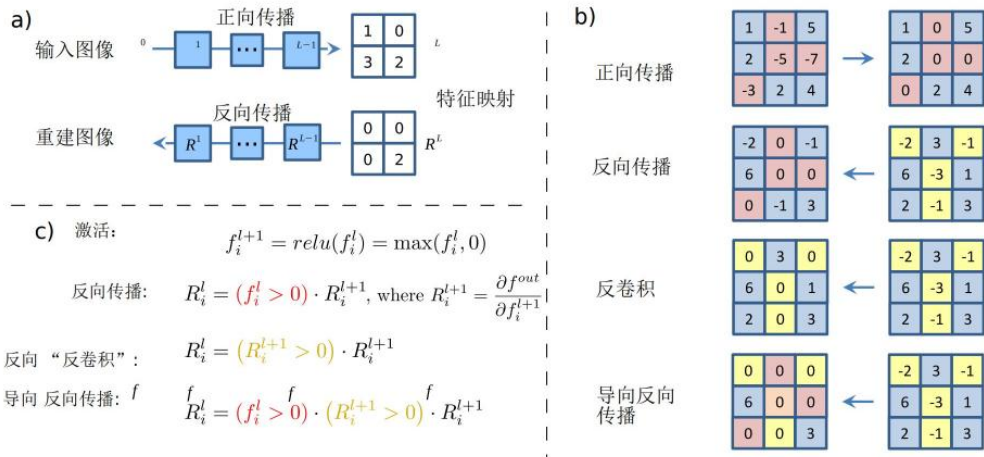 a)
正向传播
输入图像
0
1
...
L-1
1 0
3 2
L
特征映射
反向传播
重建图像
R^1
...
R^{L-1}
0 0
0 2
R^L
b)
正向传播
1 -1 5
2 -5 -7
-3 2 4
1 0 5
2 0 0
0 2 4
反向传播
-2 0 -1
6 0 0
0 -1 3
-2 3 -1
6 -3 1
2 -1 3
反卷积
0 3 0
6 0 1
2 0 3
-2 3 -1
6 -3 1
2 -1 3
导向反向
传播
0 0 0
6 0 0
0 0 3
-2 3 -1
6 -3 1
2 -1 3
c)
激活:
f_i^{l+1} = relu(f_i^l) = max(f_i^l, 0)
反向传播:
R_i^l = (f_i^l > 0) · R_i^{l+1}, where R_i^{l+1} = ∂f^{out} / ∂f_i^{l+1}
反向 “反卷积”:
R_i^l = (R_i^{l+1} > 0) · R_i^{l+1}
导向 反向传播: f f f f
R_i^l = (f_i^l > 0) · (R_i^{l+1} > 0) · R_i^{l+1}